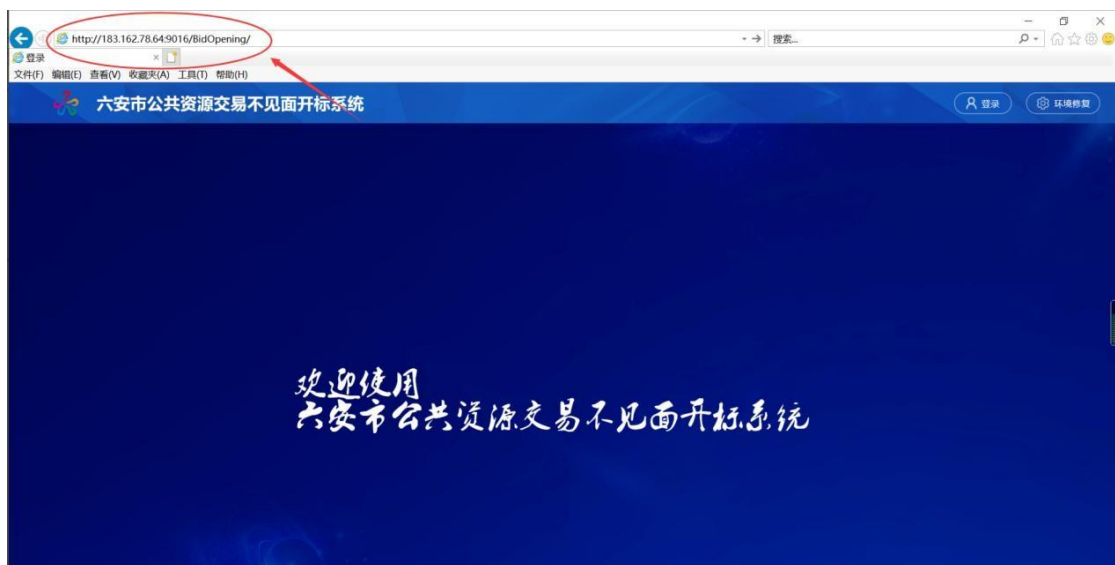 http://183.162.78.64:9016/BidOpening/
搜索...
登录
文件(F) 编辑(E) 查看(V) 收藏夹(A) 工具(T) 帮助(H)
六安市公共资源交易不见面开标系统
登录
环境修复
欢迎使用
六安市公共资源交易不见面开标系统